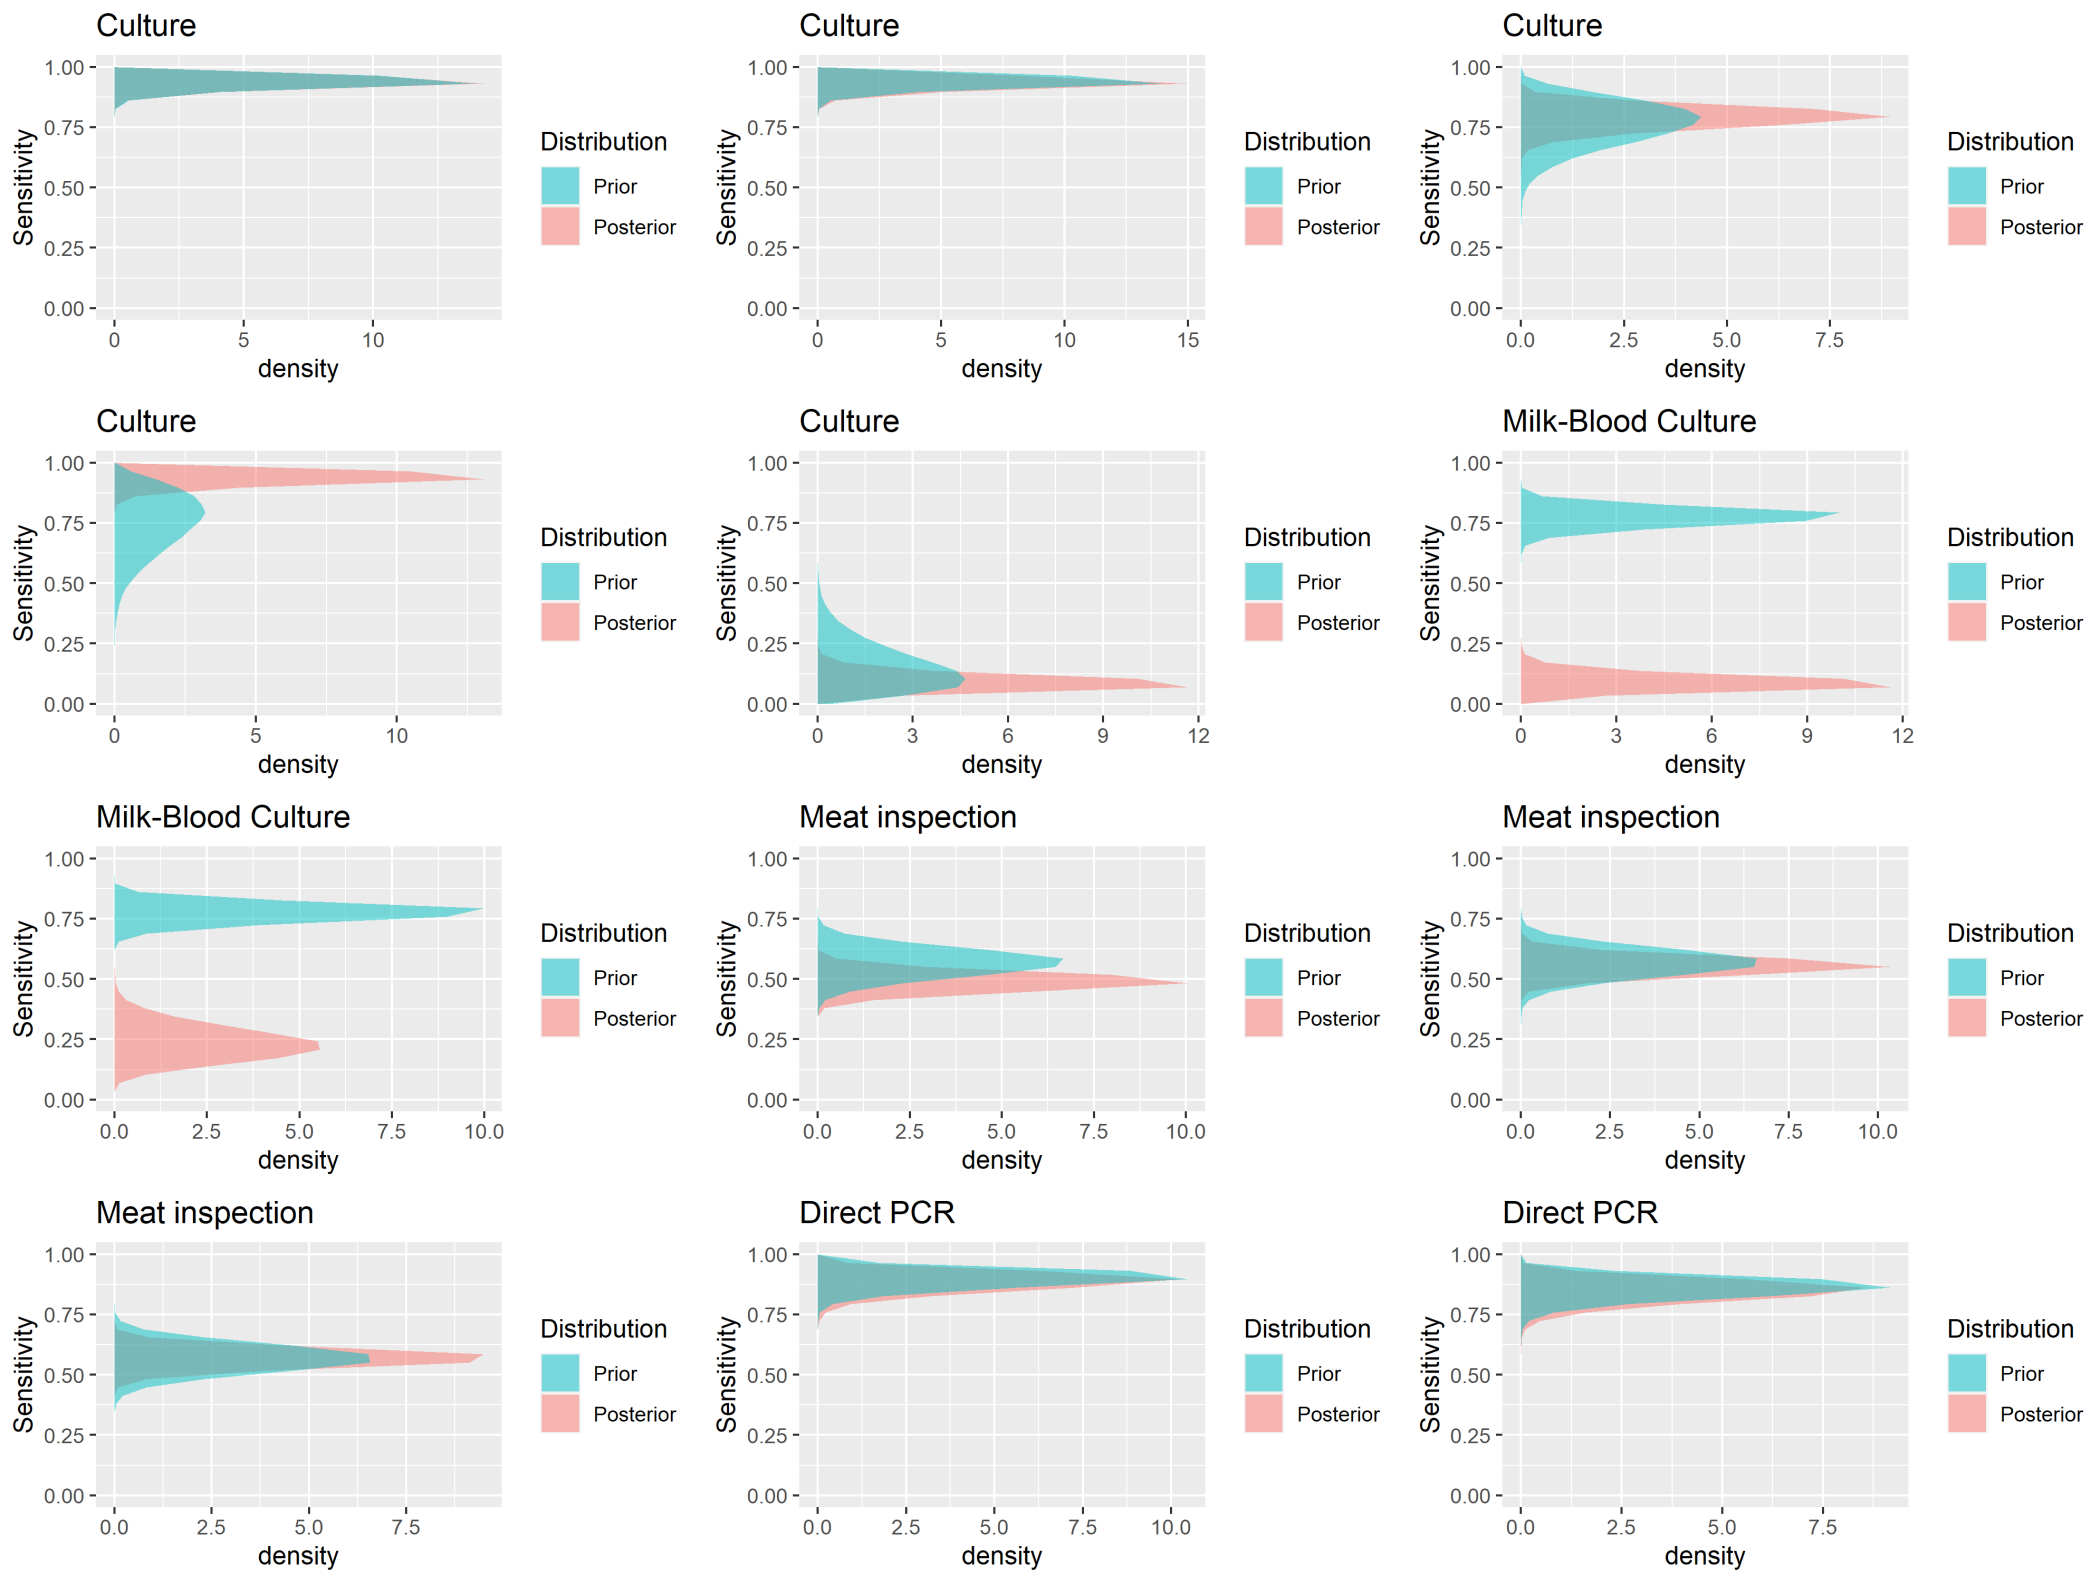 Culture
1.00
0.75
0.50
0.25
0.00
Sensitivity
0 5 10
density
Distribution
Prior
Posterior
Culture
1.00
0.75
0.50
0.25
0.00
Sensitivity
0 5 10 15
density
Distribution
Prior
Posterior
Culture
1.00
0.75
0.50
0.25
0.00
Sensitivity
0.0 2.5 5.0 7.5
density
Distribution
Prior
Posterior
Culture
1.00
0.75
0.50
0.25
0.00
Sensitivity
0 5 10
density
Distribution
Prior
Posterior
Culture
1.00
0.75
0.50
0.25
0.00
Sensitivity
0 3 6 9 12
density
Distribution
Prior
Posterior
Milk-Blood Culture
1.00
0.75
0.50
0.25
0.00
Sensitivity
0 3 6 9 12
density
Distribution
Prior
Posterior
Milk-Blood Culture
1.00
0.75
0.50
0.25
0.00
Sensitivity
0.0 2.5 5.0 7.5 10.0
density
Distribution
Prior
Posterior
Meat inspection
1.00
0.75
0.50
0.25
0.00
Sensitivity
0.0 2.5 5.0 7.5 10.0
density
Distribution
Prior
Posterior
Meat inspection
1.00
0.75
0.50
0.25
0.00
Sensitivity
0.0 2.5 5.0 7.5 10.0
density
Distribution
Prior
Posterior
Meat inspection
1.00
0.75
0.50
0.25
0.00
Sensitivity
0.0 2.5 5.0 7.5
density
Distribution
Prior
Posterior
Direct PCR
1.00
0.75
0.50
0.25
0.00
Sensitivity
0.0 2.5 5.0 7.5 10.0
density
Distribution
Prior
Posterior
Direct PCR
1.00
0.75
0.50
0.25
0.00
Sensitivity
0.0 2.5 5.0 7.5
density
Distribution
Prior
Posterior